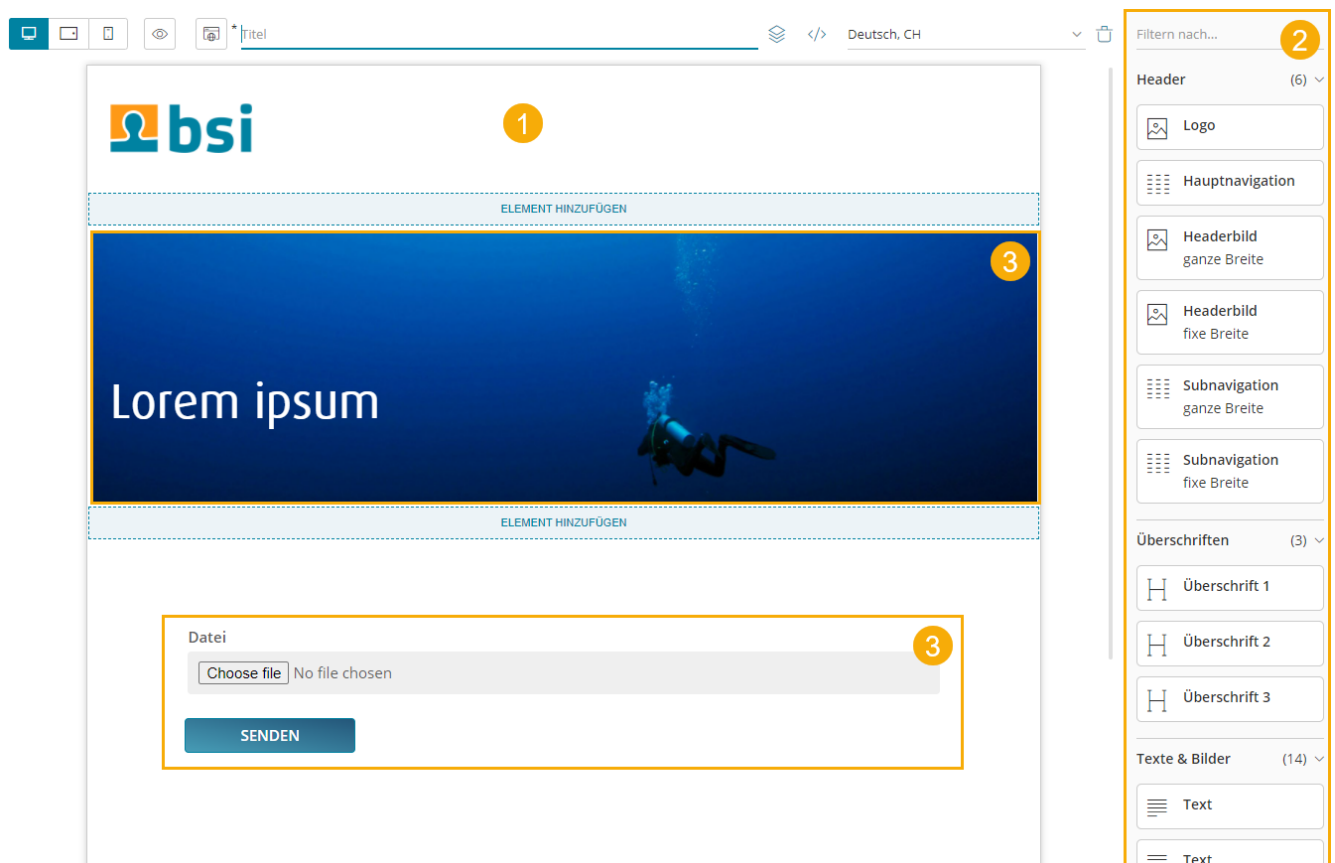 * Titel
</>
Deutsch, CH
bsi
1
ELEMENT HINZUFÜGEN
3
Lorem ipsum
ELEMENT HINZUFÜGEN
3
Datei
Choose file No file chosen
SENDEN
Filtern nach...
2
Header (6)
Logo
Hauptnavigation
Headerbild
ganze Breite
Headerbild
fixe Breite
Subnavigation
ganze Breite
Subnavigation
fixe Breite
Überschriften (3)
Überschrift 1
Überschrift 2
Überschrift 3
Texte & Bilder (14)
Text
Text